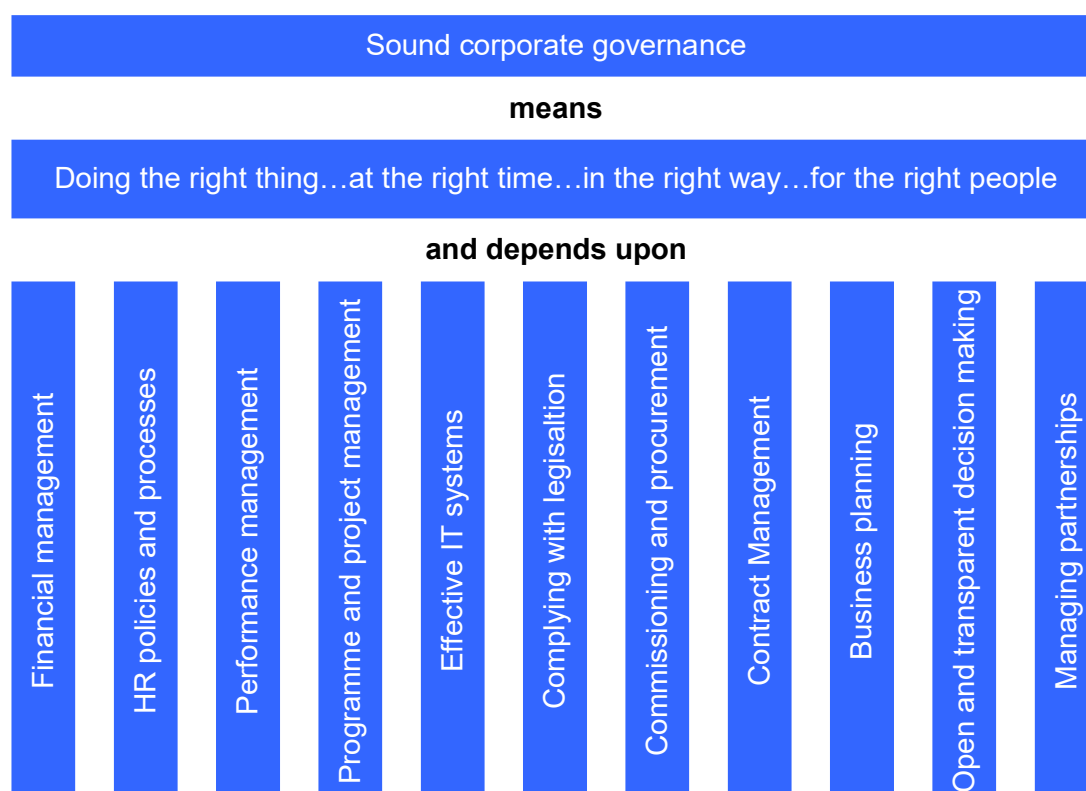 Sound corporate governance
means
Doing the right thing…at the right time…in the right way…for the right people
and depends upon
Financial management
HR policies and processes
Performance management
Programme and project management
Effective IT systems
Complying with legisaltion
Commissioning and procurement
Contract Management
Business planning
Open and transparent decision making
Managing partnerships